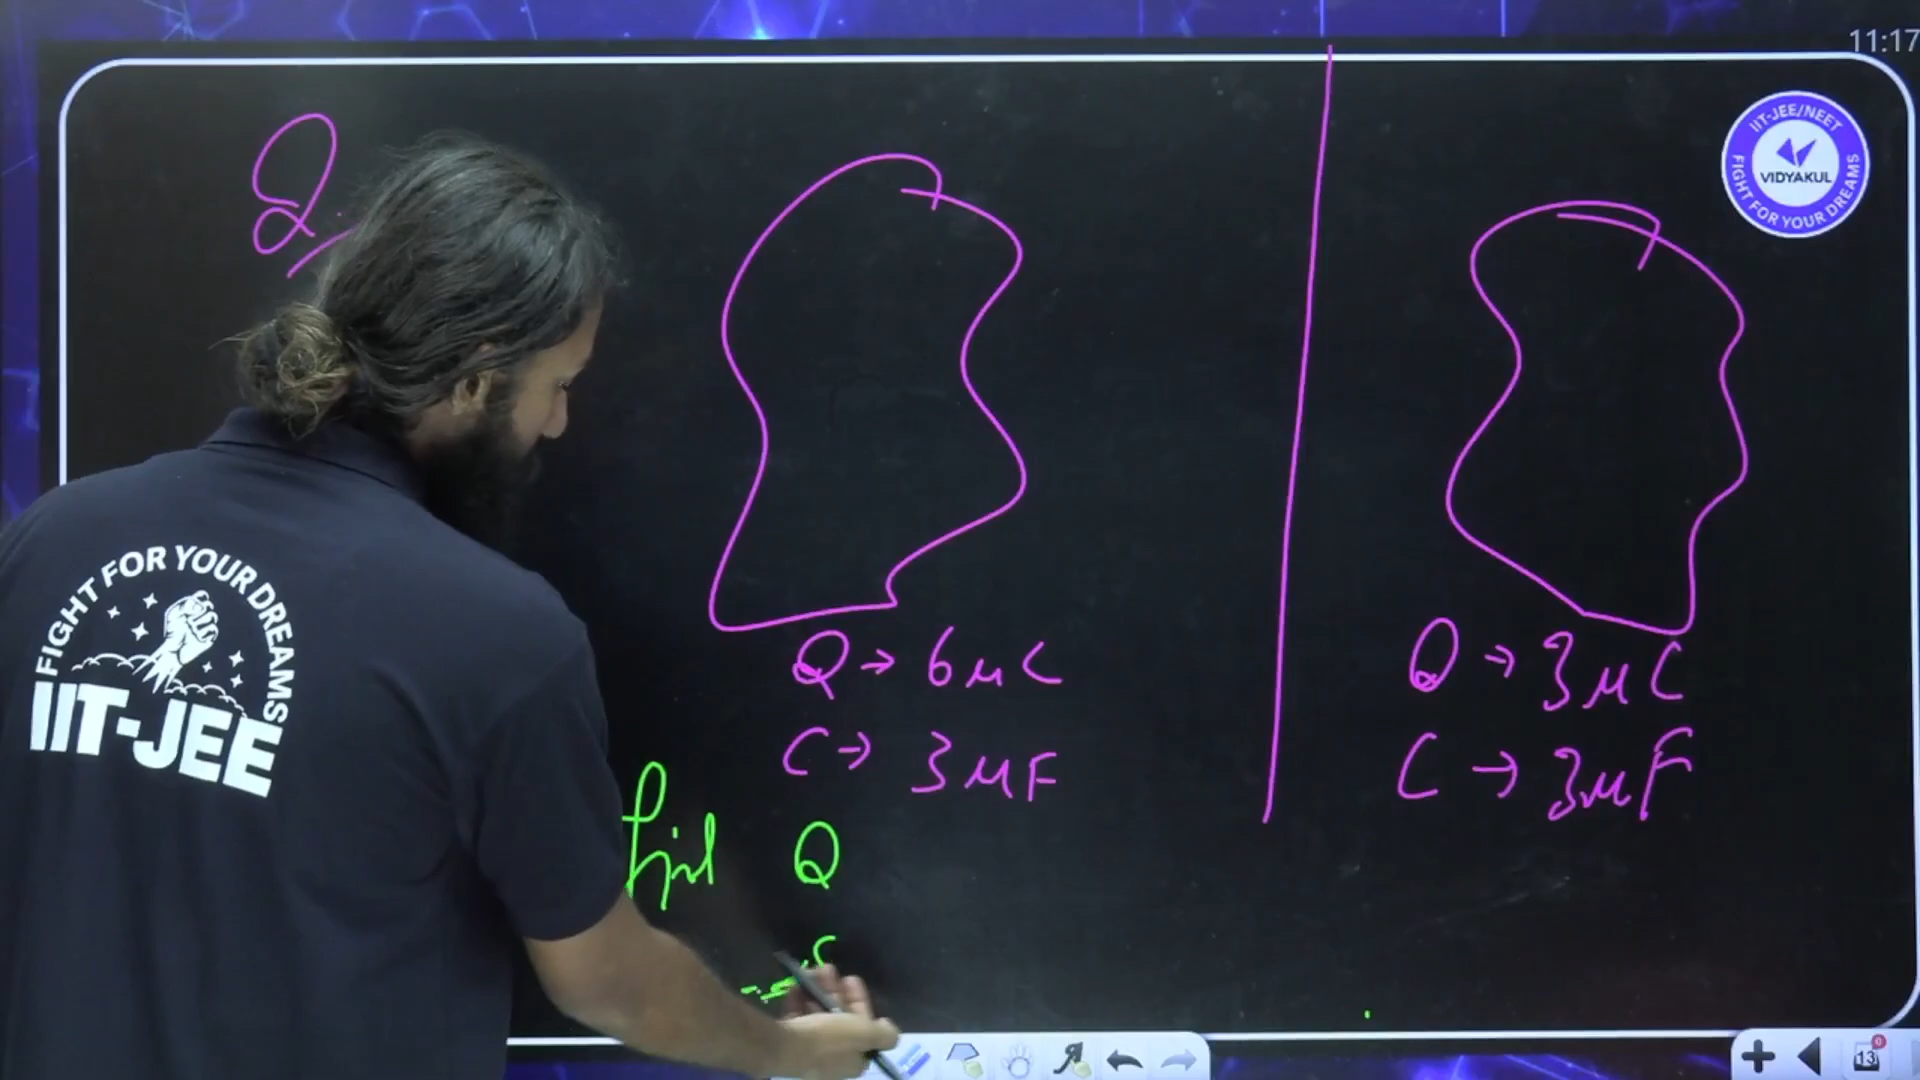 11:17
IIT-JEE/NEET
VIDYAKUL
FIGHT FOR YOUR DREAMS
Q.
Q → 6μC
C → 3μF
Q → 3μC
C → 3μF
find Q
FIGHT FOR YOUR DREAMS
IIT-JEE
13